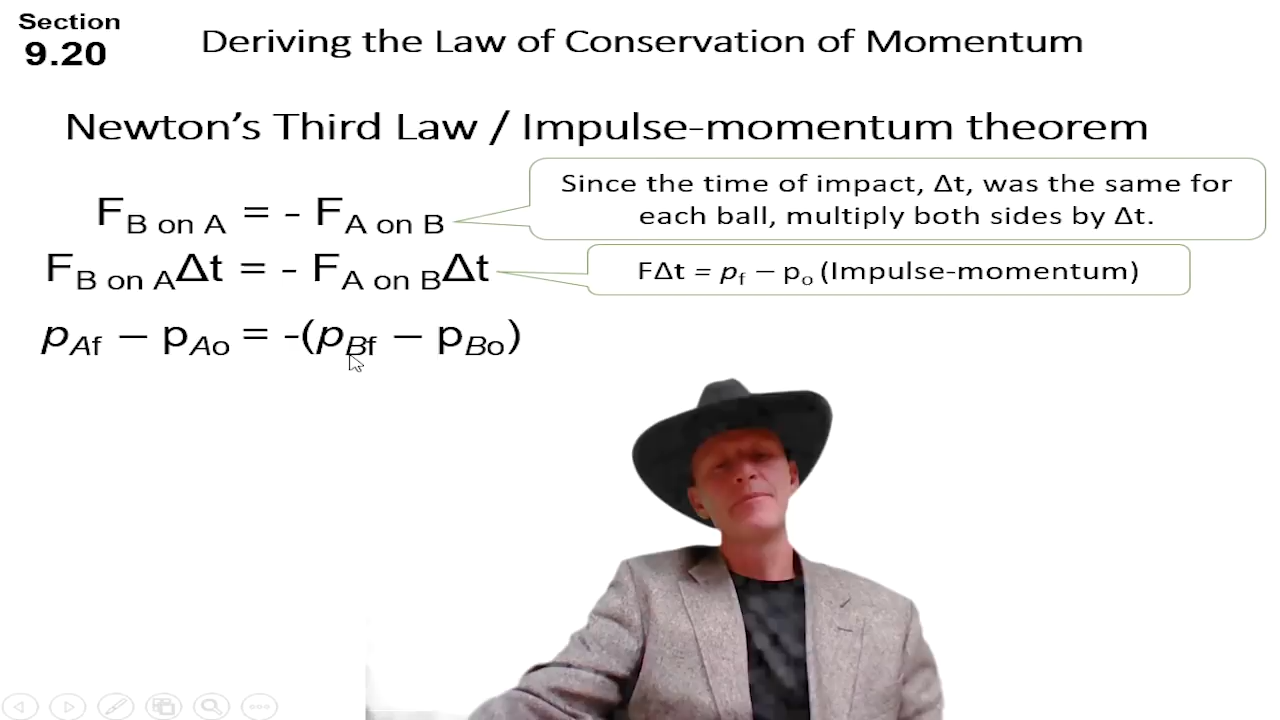 Section
9.20
Deriving the Law of Conservation of Momentum
Newton's Third Law / Impulse-momentum theorem
Since the time of impact, Δt, was the same for
each ball, multiply both sides by Δt.
F_B on A = - F_A on B
F_B on AΔt = - F_A on BΔt
FΔt = p_f – p_o (Impulse-momentum)
p_Af – p_Ao = -(p_Bf – p_Bo)